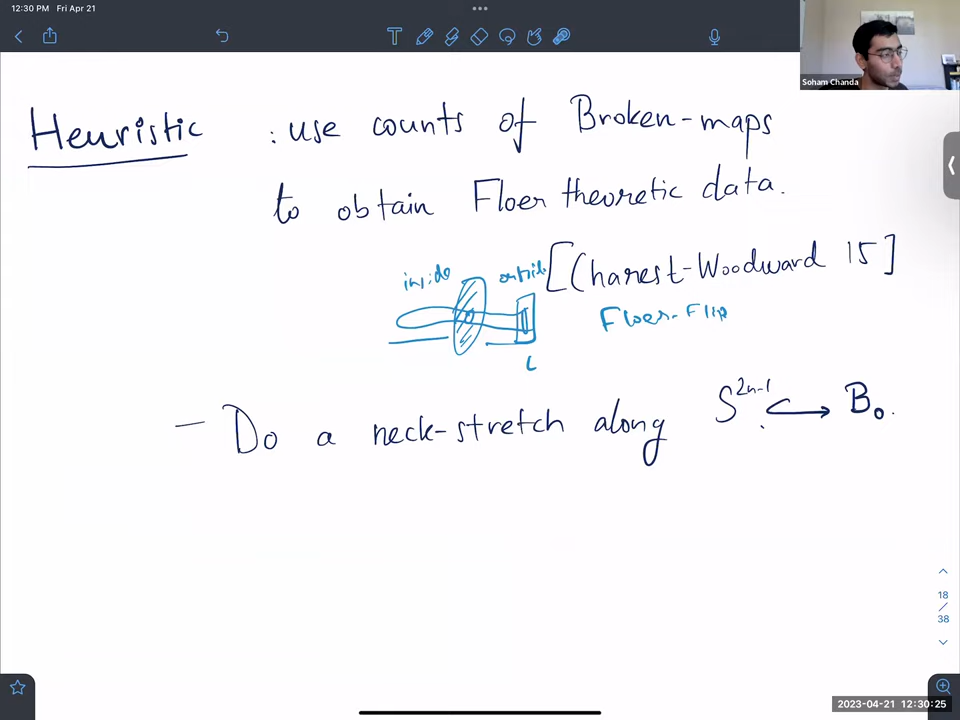 12:30 PM Fri Apr 21
Soham Chanda
Heuristic : use counts of Broken-maps
to obtain Floer theoretic data.
inside
[Charest-Woodward 15]
Floer-Flip
L
— Do a neck-stretch along S^{2n-1} ↪ B₀.
18
/
38
2023-04-21 12:30:25